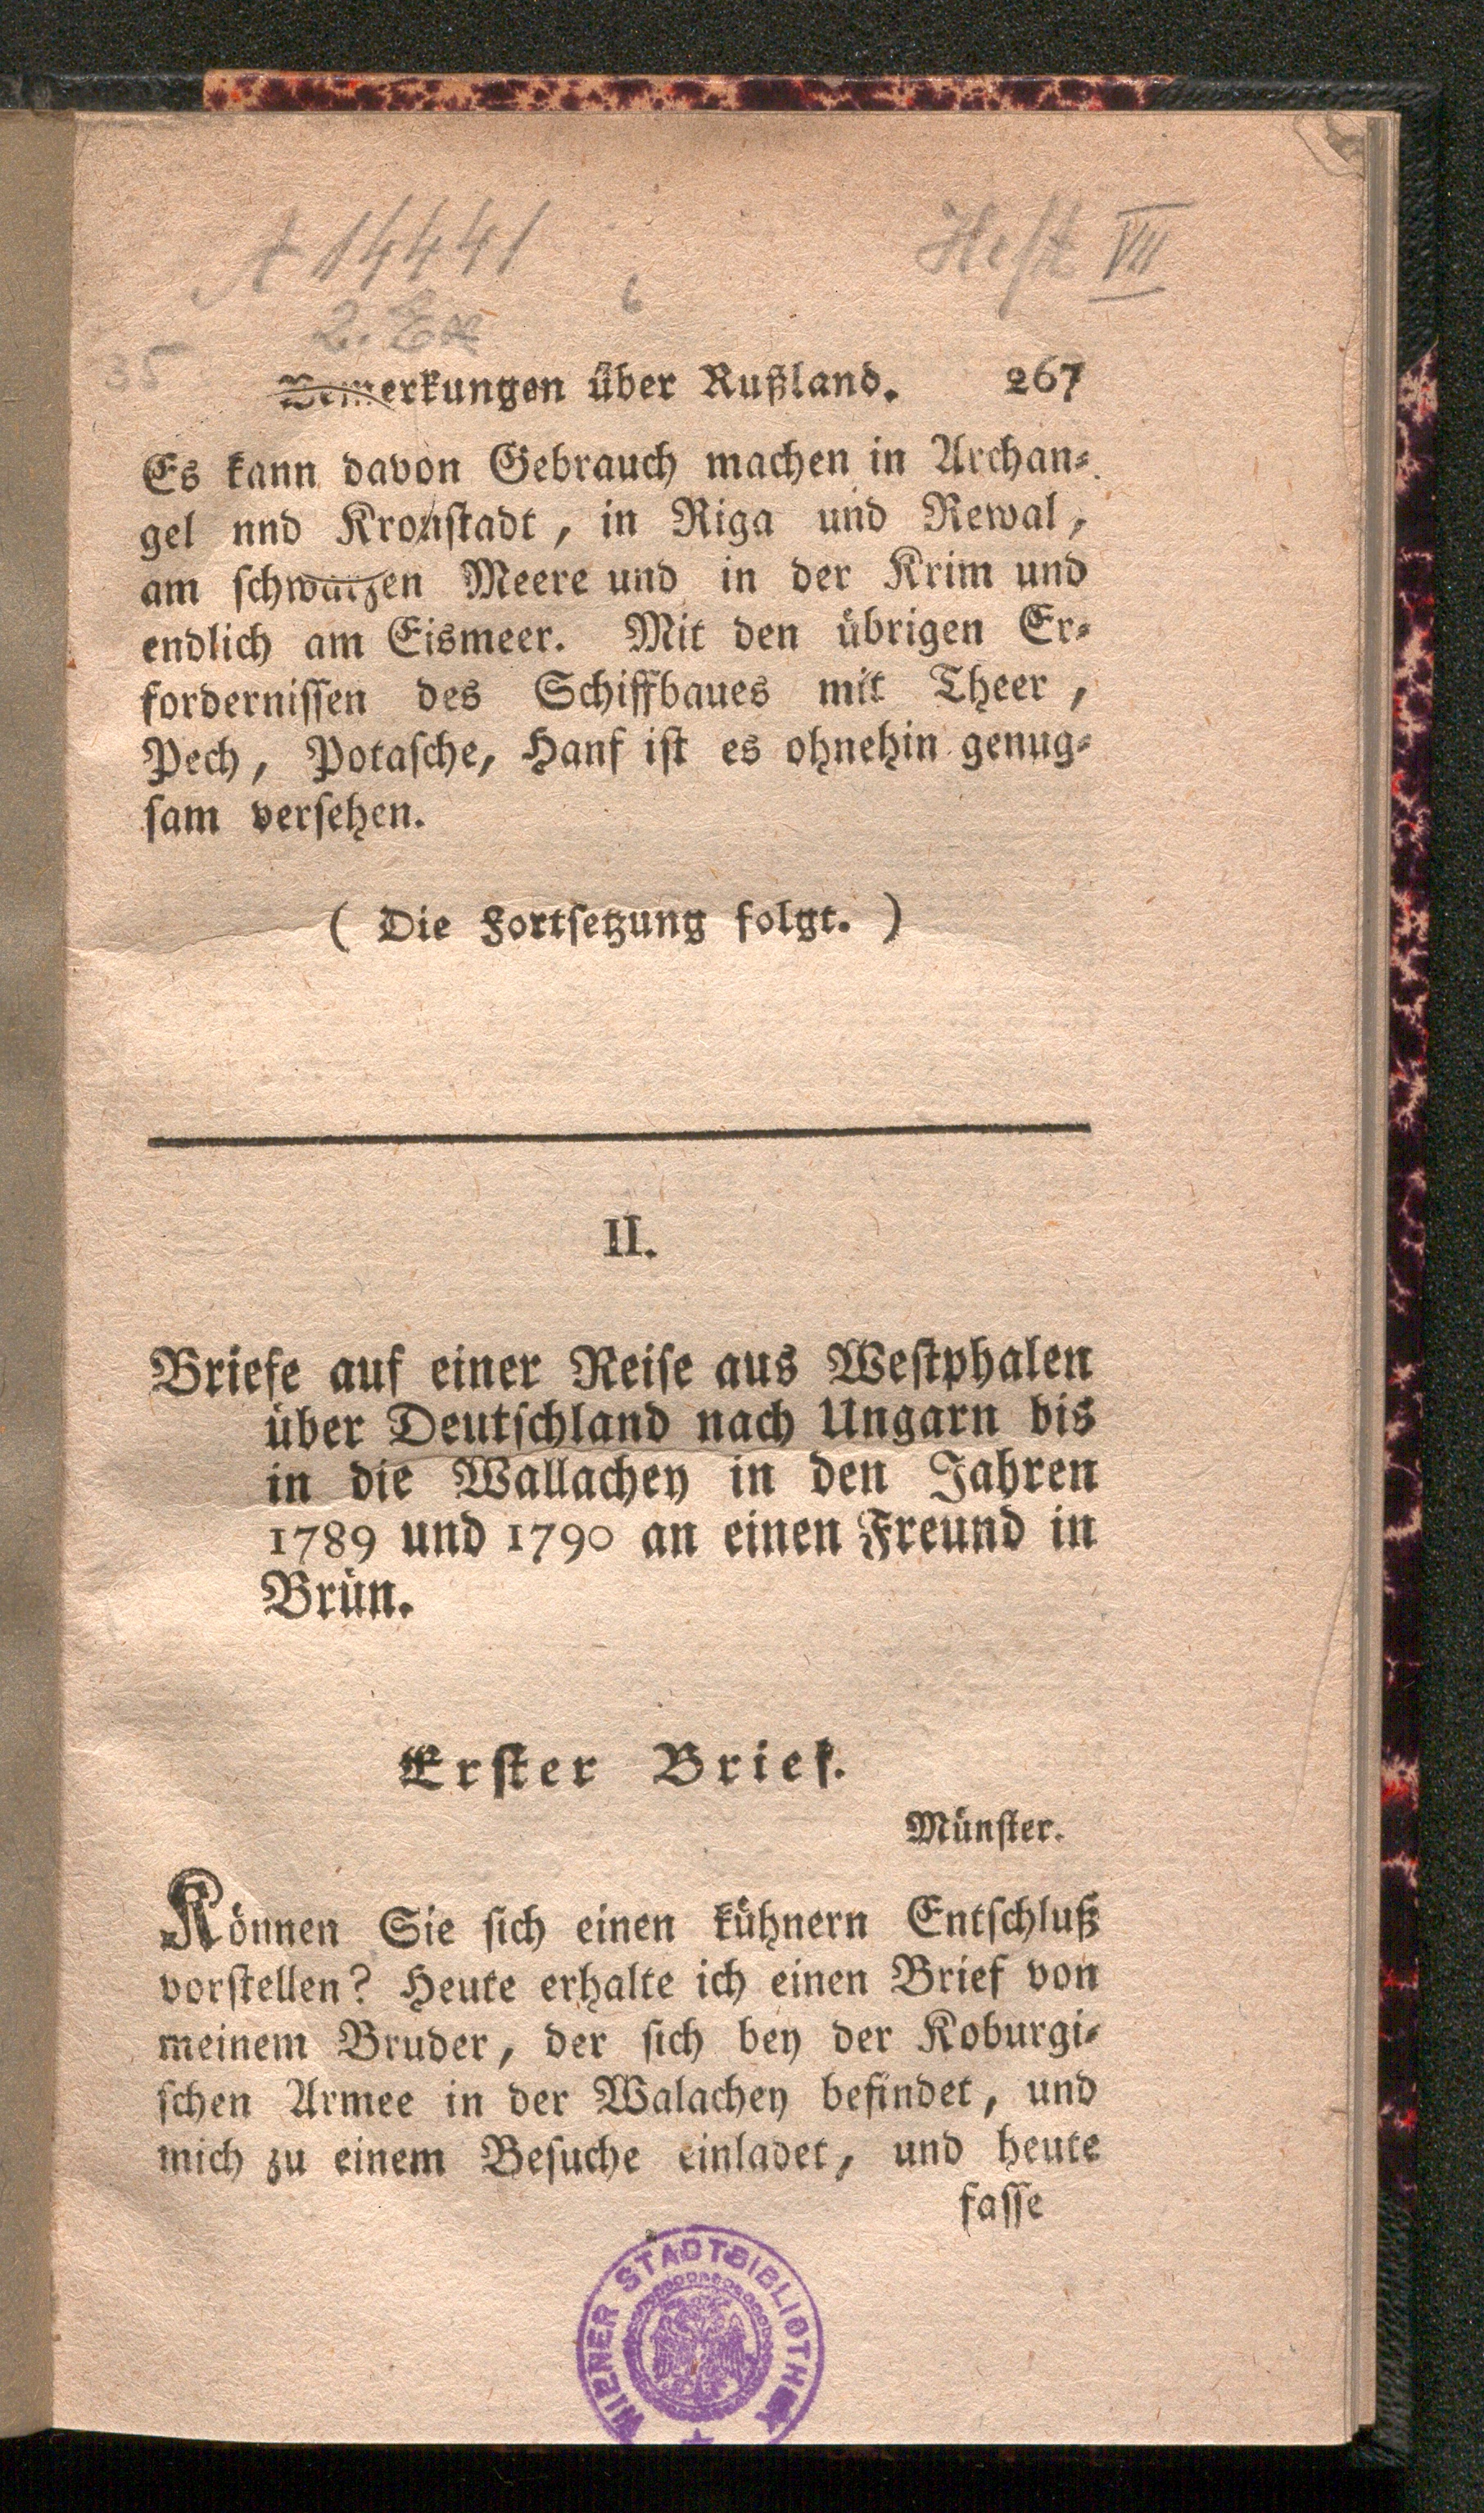 A 14441
Heft VII
2. Ex
6
35
Bemerkungen über Rußland. 267
Es kann davon Gebrauch machen in Archan⸗
gel nnd Kronstadt, in Riga und Rewal,
am schwarzen Meere und in der Krim und
endlich am Eismeer. Mit den übrigen Er⸗
fordernissen des Schiffbaues mit Theer,
Pech, Potasche, Hanf ist es ohnehin genug⸗
sam versehen.
( Die Fortsetzung folgt. )
II.
Briefe auf einer Reise aus Westphalen
über Deutschland nach Ungarn bis
in die Wallachey in den Jahren
1789 und 1790 an einen Freund in
Brün.
Erster Brief.
Münster.
Können Sie sich einen kühnern Entschluß
vorstellen? Heute erhalte ich einen Brief von
meinem Bruder, der sich bey der Koburgi⸗
schen Armee in der Walachey befindet, und
mich zu einem Besuche einladet, und heute
fasse
WIENER STADTBIBLIOTHEK